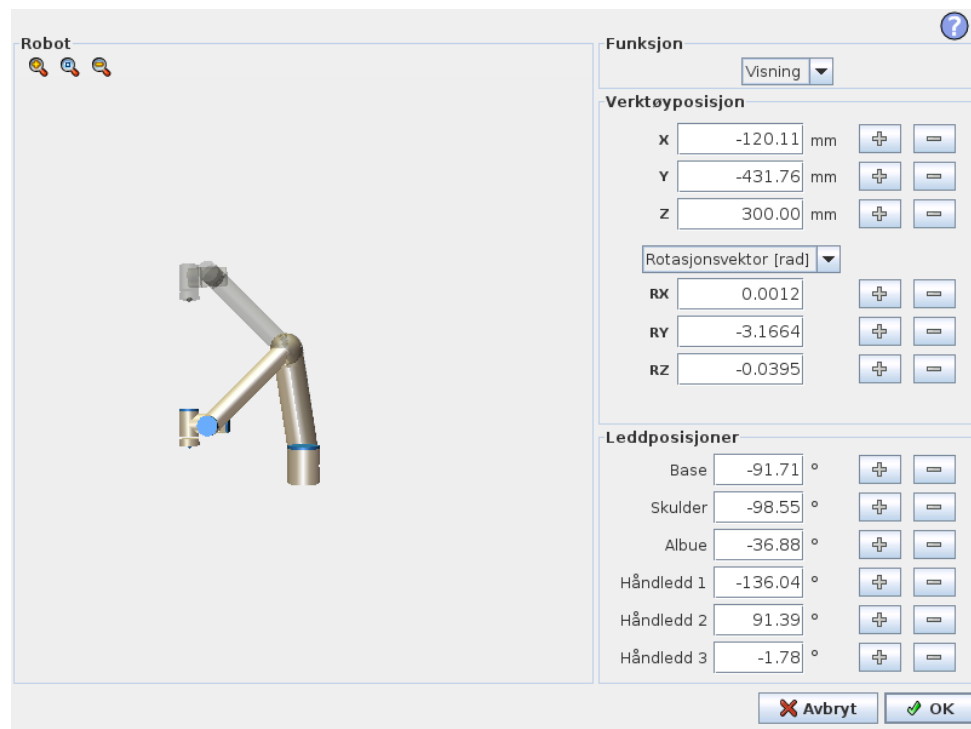 Robot
Funksjon
Visning
Verktøyposisjon
X -120.11 mm
Y -431.76 mm
Z 300.00 mm
Rotasjonsvektor [rad]
RX 0.0012
RY -3.1664
RZ -0.0395
Leddposisjoner
Base -91.71 °
Skulder -98.55 °
Albue -36.88 °
Håndledd 1 -136.04 °
Håndledd 2 91.39 °
Håndledd 3 -1.78 °
Avbryt OK